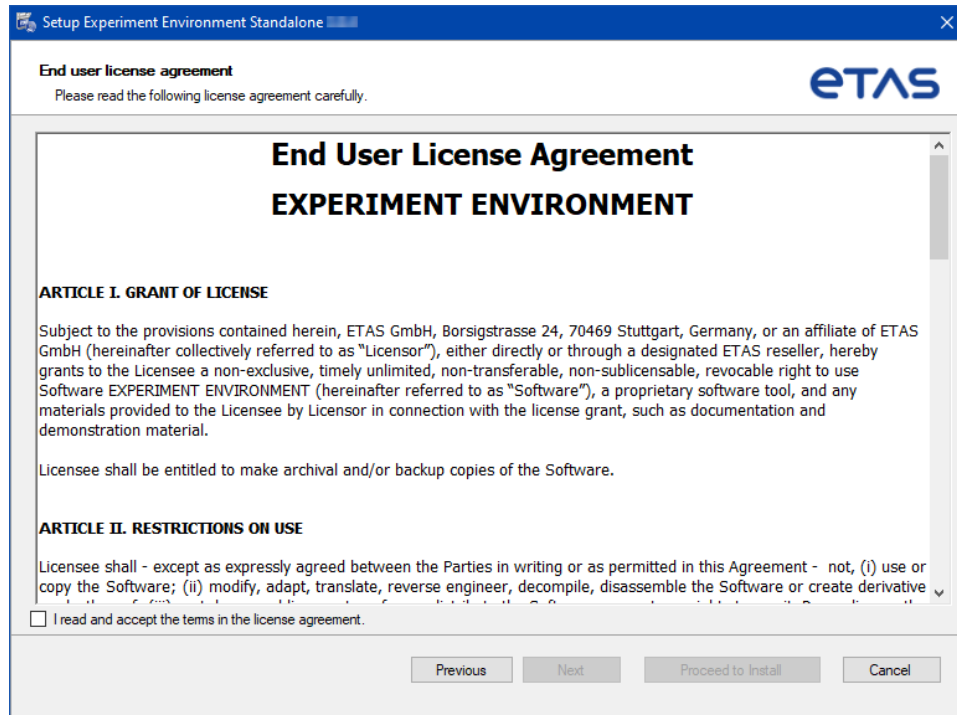 Setup Experiment Environment Standalone
End user license agreement
Please read the following license agreement carefully.
ETAS
End User License Agreement
EXPERIMENT ENVIRONMENT
ARTICLE I. GRANT OF LICENSE
Subject to the provisions contained herein, ETAS GmbH, Borsigstrasse 24, 70469 Stuttgart, Germany, or an affiliate of ETAS
GmbH (hereinafter collectively referred to as “Licensor”), either directly or through a designated ETAS reseller, hereby
grants to the Licensee a non-exclusive, timely unlimited, non-transferable, non-sublicensable, revocable right to use
Software EXPERIMENT ENVIRONMENT (hereinafter referred to as “Software”), a proprietary software tool, and any
materials provided to the Licensee by Licensor in connection with the license grant, such as documentation and
demonstration material.
Licensee shall be entitled to make archival and/or backup copies of the Software.
ARTICLE II. RESTRICTIONS ON USE
Licensee shall - except as expressly agreed between the Parties in writing or as permitted in this Agreement - not, (i) use or
copy the Software; (ii) modify, adapt, translate, reverse engineer, decompile, disassemble the Software or create derivative
I read and accept the terms in the license agreement.
Previous
Next
Proceed to Install
Cancel